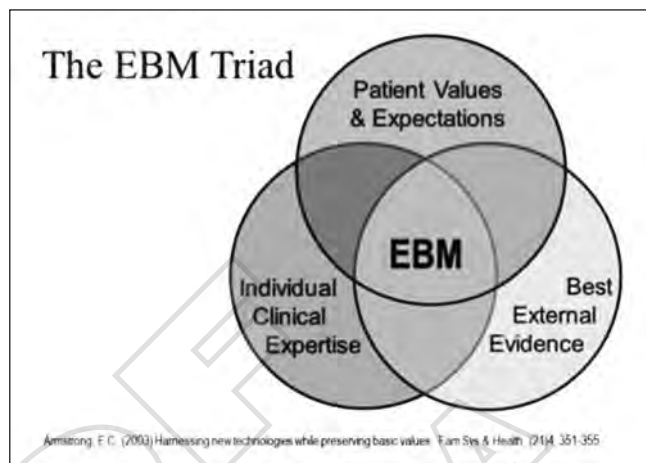 The EBM Triad
Patient Values
& Expectations
EBM
Individual
Clinical
Expertise
Best
External
Evidence
Armstrong, E.C. (2003) Harnessing new technologies while preserving basic values. Fam Sys & Health (21)4, 351-355